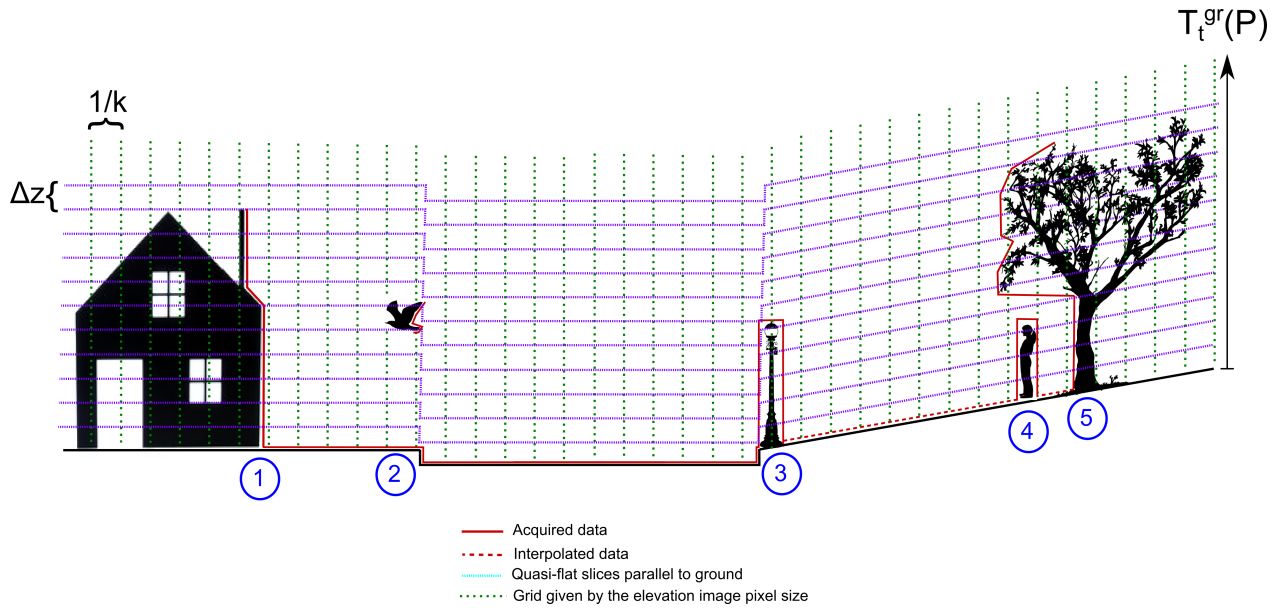 T_t^gr(P)
1/k
Δz{
1
2
3
4
5
Acquired data
Interpolated data
Quasi-flat slices parallel to ground
Grid given by the elevation image pixel size